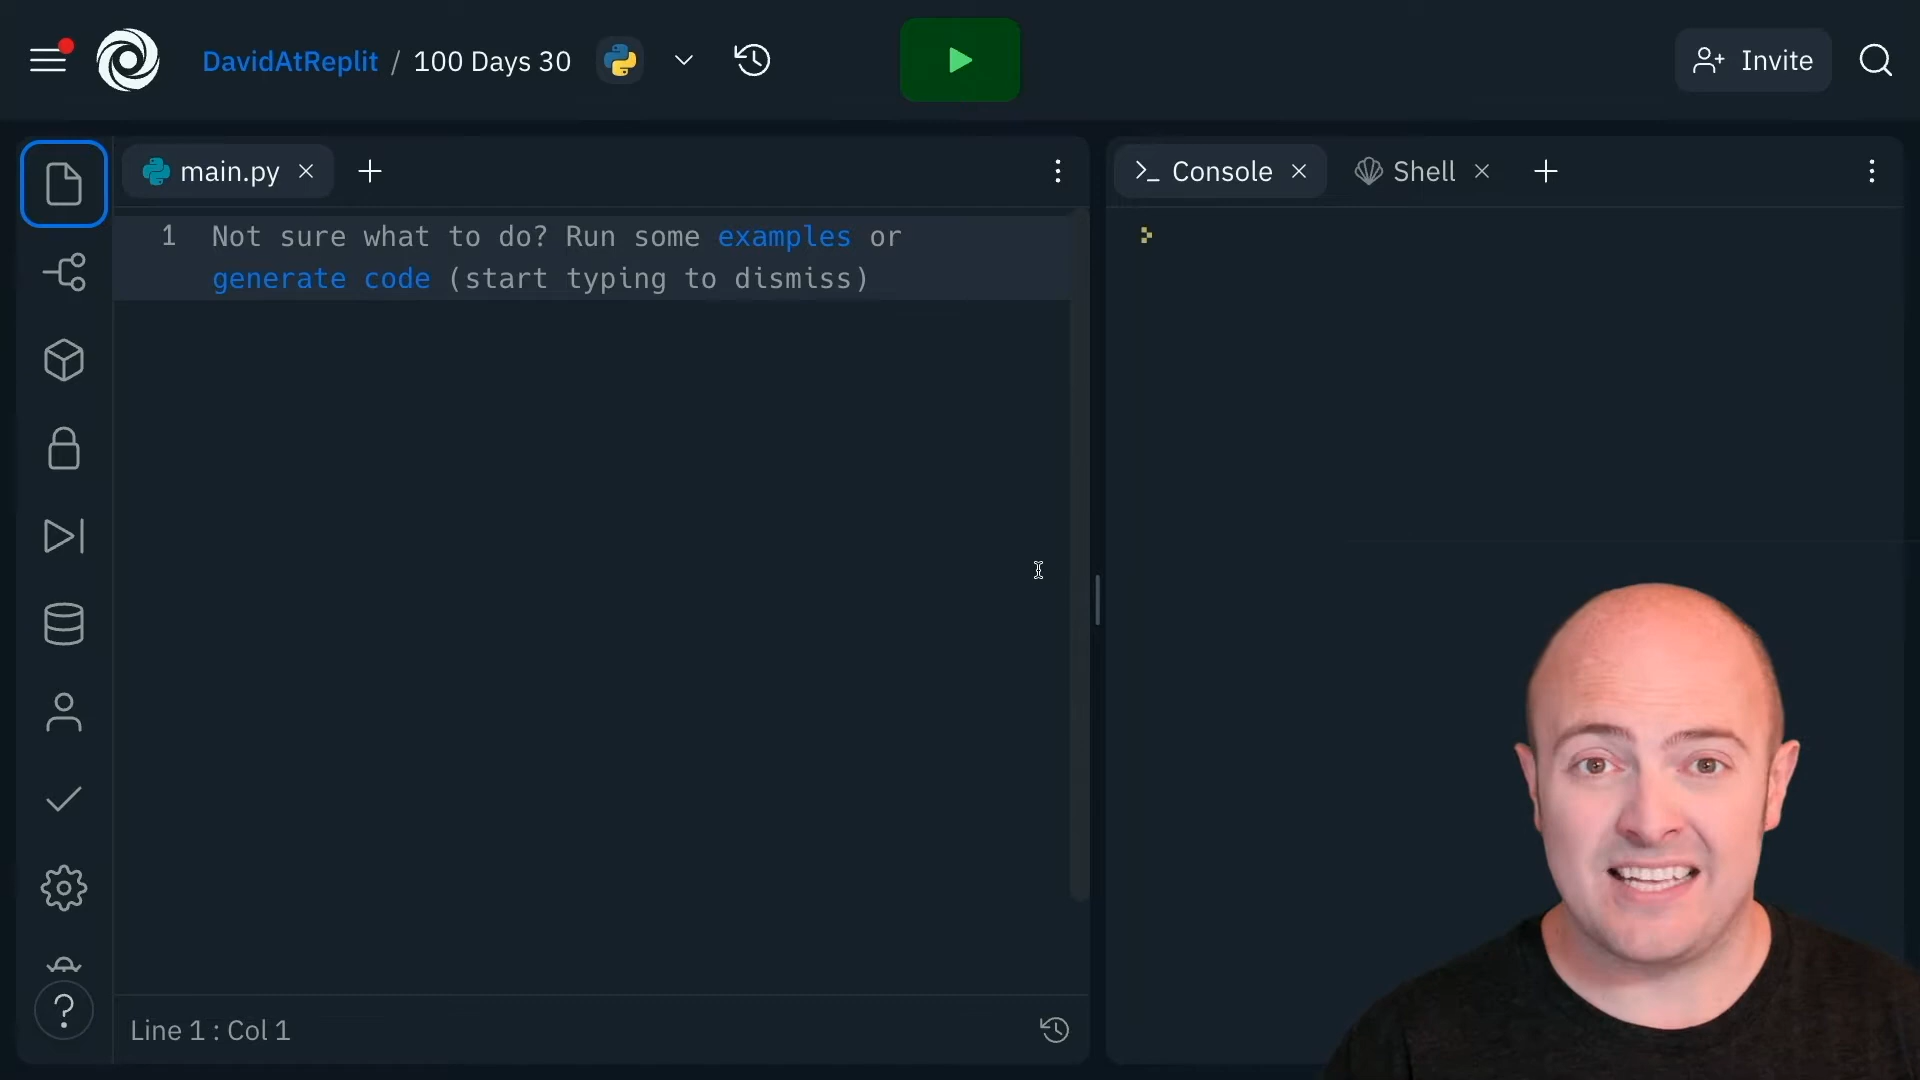 DavidAtReplit / 100 Days 30
Invite
main.py
Console
Shell
1
Not sure what to do? Run some examples or
generate code (start typing to dismiss)
Line 1 : Col 1